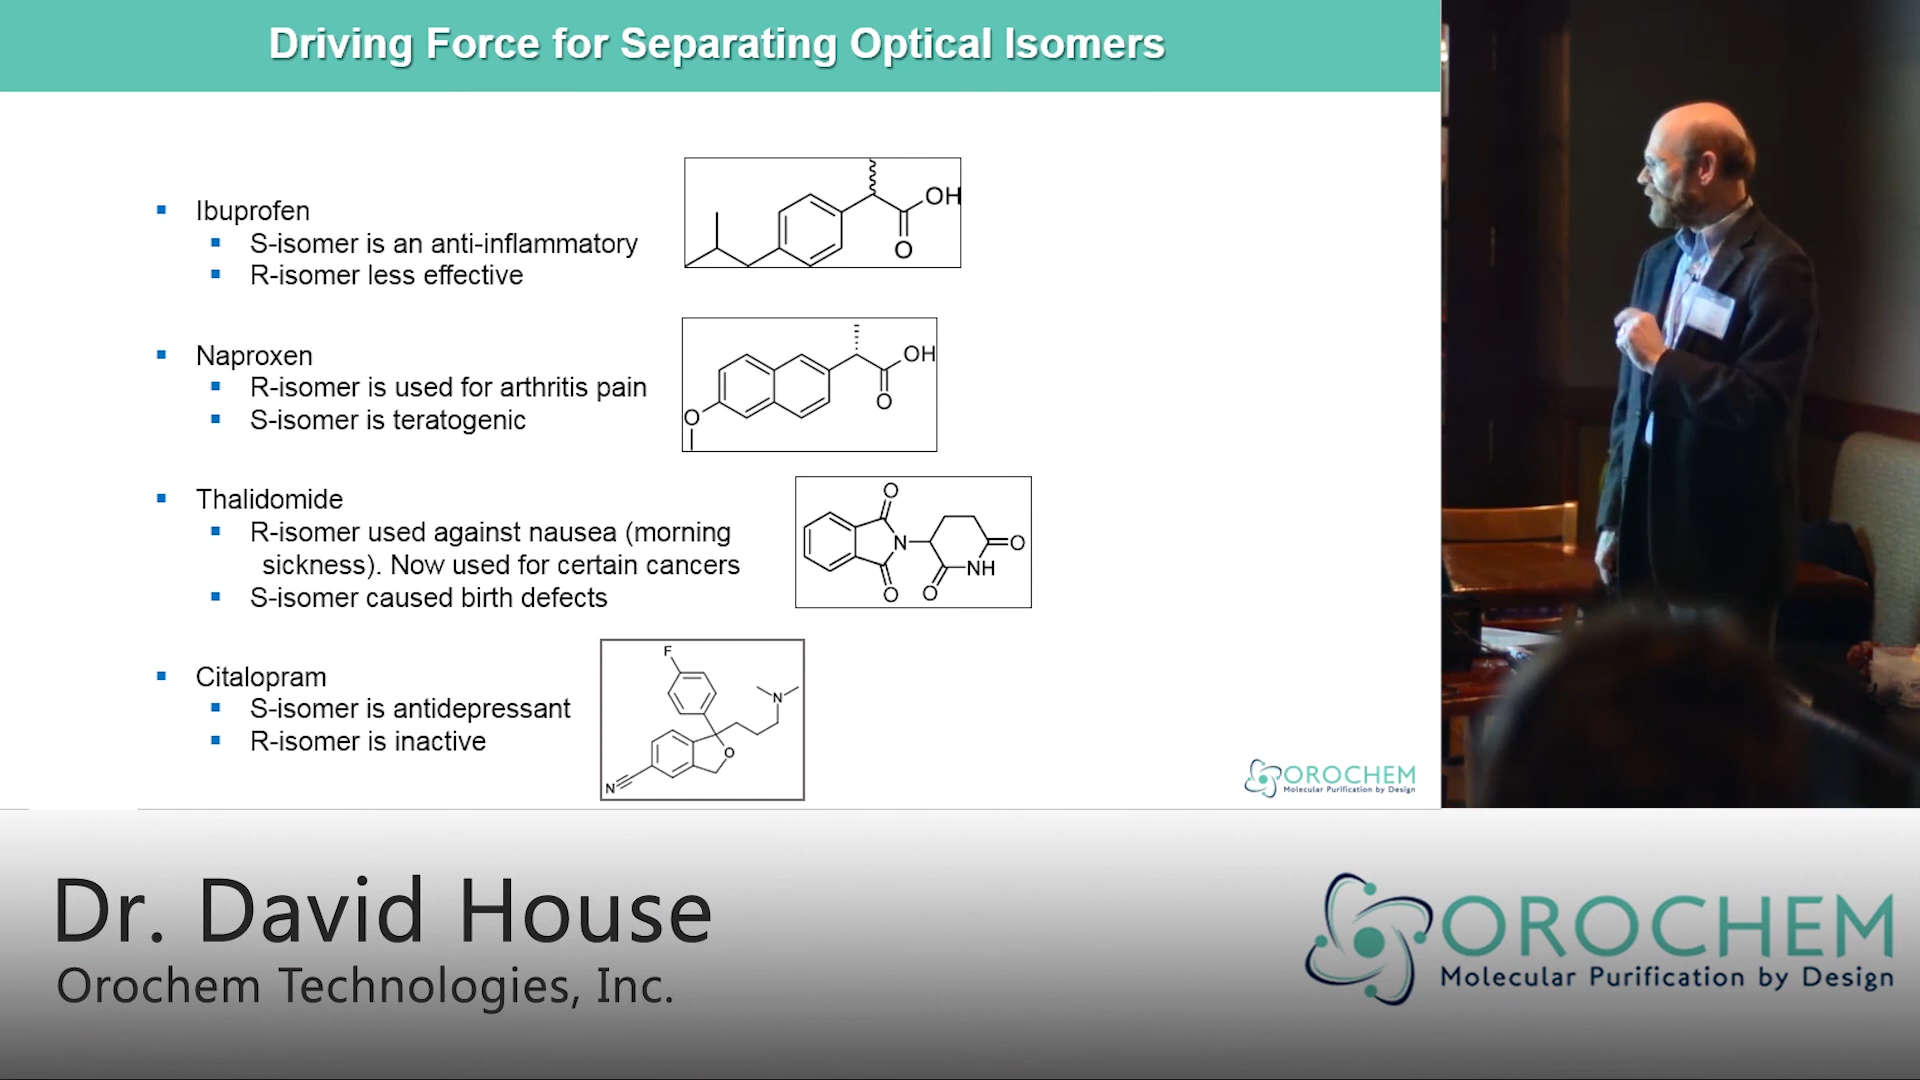 Driving Force for Separating Optical Isomers
Ibuprofen
S-isomer is an anti-inflammatory
R-isomer less effective
OH
O
Naproxen
R-isomer is used for arthritis pain
S-isomer is teratogenic
OH
O
O
Thalidomide
R-isomer used against nausea (morning
sickness). Now used for certain cancers
S-isomer caused birth defects
O
N
O
NH
O
O
Citalopram
S-isomer is antidepressant
R-isomer is inactive
F
N
O
N
OROCHEM
Molecular Purification by Design
Dr. David House
Orochem Technologies, Inc.
OROCHEM
Molecular Purification by Design